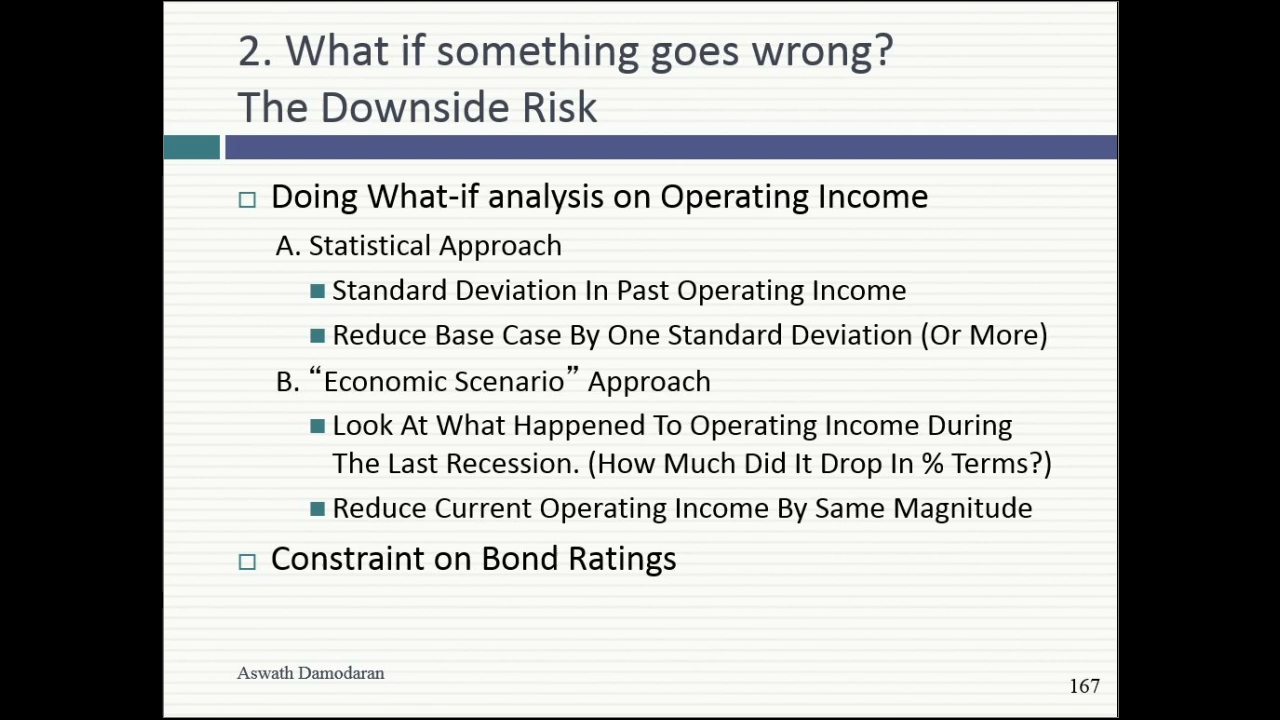 2. What if something goes wrong?
The Downside Risk
Doing What-if analysis on Operating Income
A. Statistical Approach
Standard Deviation In Past Operating Income
Reduce Base Case By One Standard Deviation (Or More)
B. “Economic Scenario” Approach
Look At What Happened To Operating Income During
The Last Recession. (How Much Did It Drop In % Terms?)
Reduce Current Operating Income By Same Magnitude
Constraint on Bond Ratings
Aswath Damodaran
167